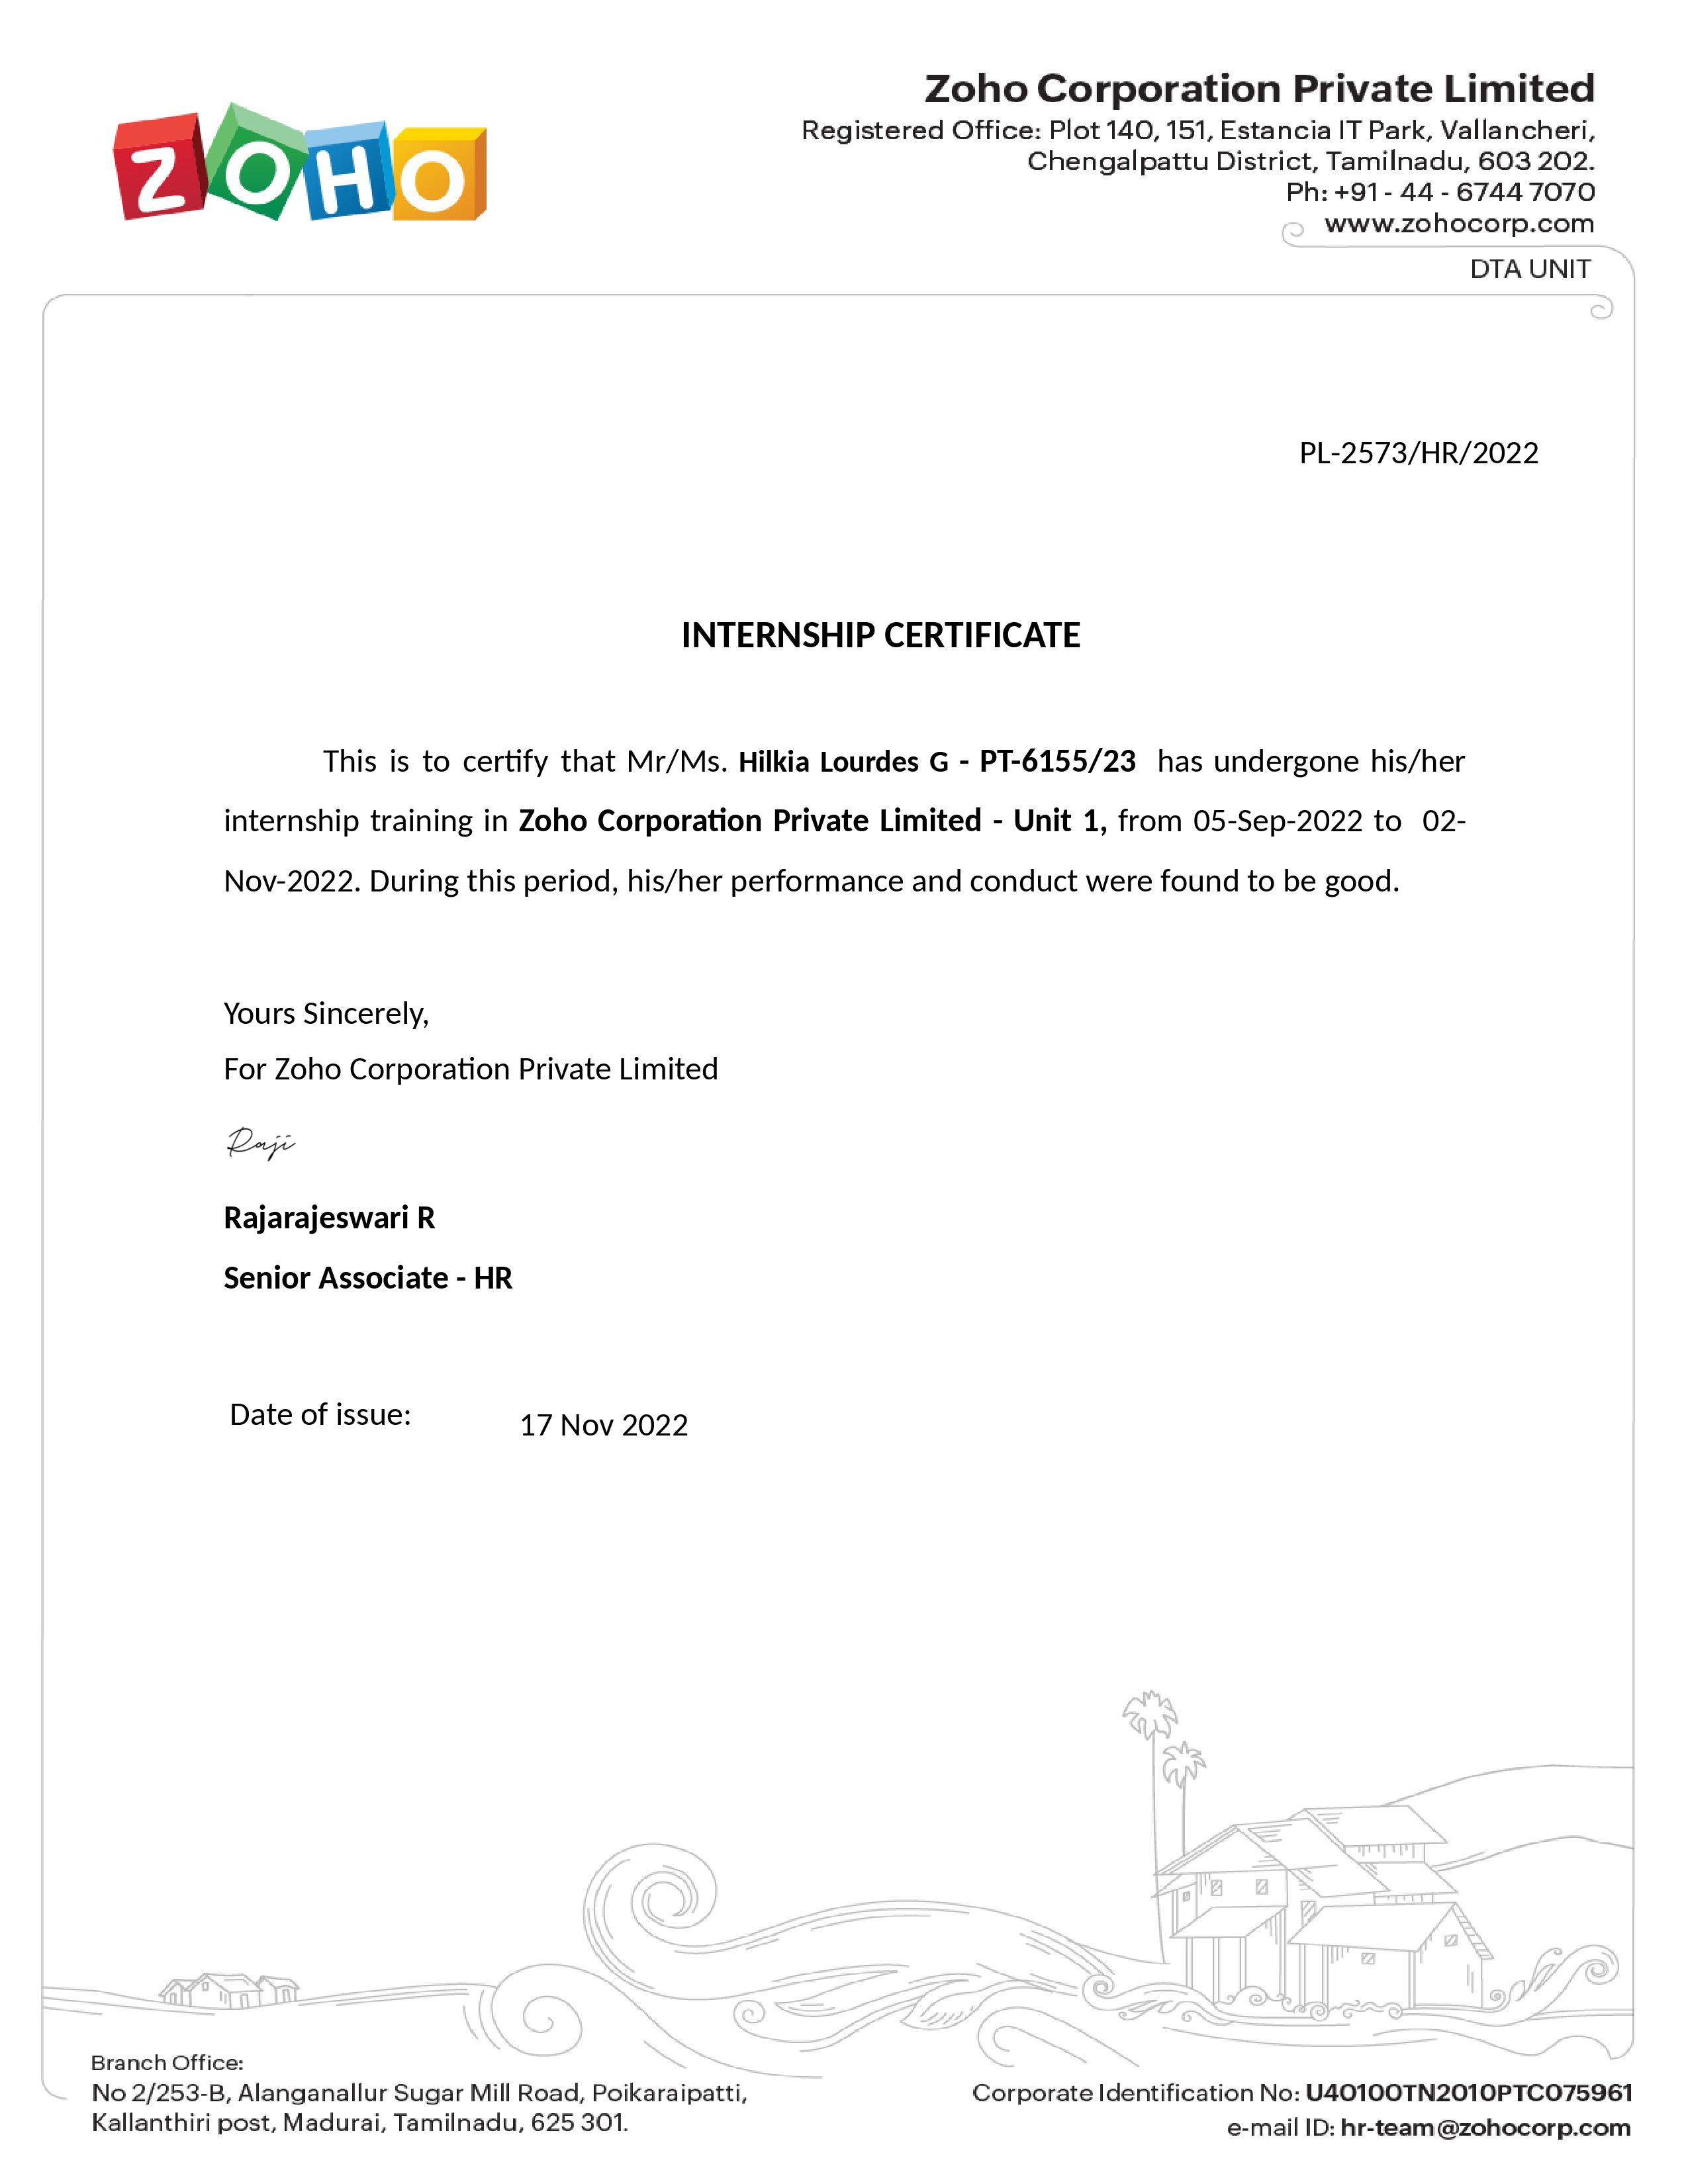 ZOHO
Zoho Corporation Private Limited
Registered Office: Plot 140, 151, Estancia IT Park, Vallancheri,
Chengalpattu District, Tamilnadu, 603 202.
Ph: +91 - 44 - 6744 7070
www.zohocorp.com
DTA UNIT
PL-2573/HR/2022
INTERNSHIP CERTIFICATE
This is to certify that Mr/Ms. Hilkia Lourdes G - PT-6155/23 has undergone his/her
internship training in Zoho Corporation Private Limited - Unit 1, from 05-Sep-2022 to 02-
Nov-2022. During this period, his/her performance and conduct were found to be good.
Yours Sincerely,
For Zoho Corporation Private Limited
Raji
Rajarajeswari R
Senior Associate - HR
Date of issue: 17 Nov 2022
Branch Office:
No 2/253-B, Alanganallur Sugar Mill Road, Poikaraipatti,
Kallanthiri post, Madurai, Tamilnadu, 625 301.
Corporate Identification No: U40100TN2010PTC075961
e-mail ID: hr-team@zohocorp.com